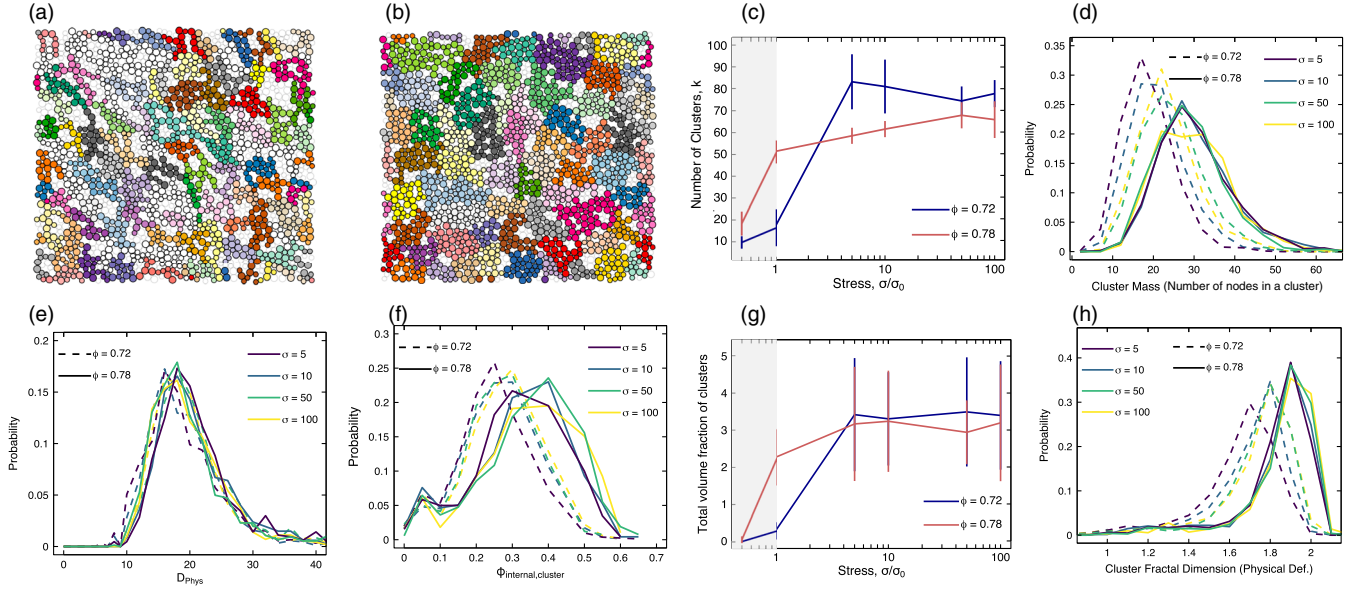 (a)
(b)
(c)
Number of Clusters, k
100
90
80
70
60
50
40
30
20
10
1
10
100
Stress, σ/σ₀
ϕ = 0.72
ϕ = 0.78
(d)
Probability
0.35
0.30
0.25
0.2
0.15
0.1
0.05
0
0
10
20
30
40
50
60
Cluster Mass (Number of nodes in a cluster)
ϕ = 0.72
ϕ = 0.78
σ = 5
σ = 10
σ = 50
σ = 100
(e)
Probability
0.2
0.15
0.1
0.05
0
0
10
20
30
40
D_Phys
ϕ = 0.72
ϕ = 0.78
σ = 5
σ = 10
σ = 50
σ = 100
(f)
Probability
0.3
0.25
0.2
0.15
0.1
0.05
0
0
0.1
0.2
0.3
0.4
0.5
0.6
0.7
ϕ_internal,cluster
ϕ = 0.72
ϕ = 0.78
σ = 5
σ = 10
σ = 50
σ = 100
(g)
Total volume fraction of clusters
5
4
3
2
1
0
1
10
100
Stress, σ/σ₀
ϕ = 0.72
ϕ = 0.78
(h)
Probability
0.4
0.3
0.2
0.1
0
1
1.2
1.4
1.6
1.8
2
Cluster Fractal Dimension (Physical Def.)
σ = 5
σ = 10
σ = 50
σ = 100
ϕ = 0.72
ϕ = 0.78